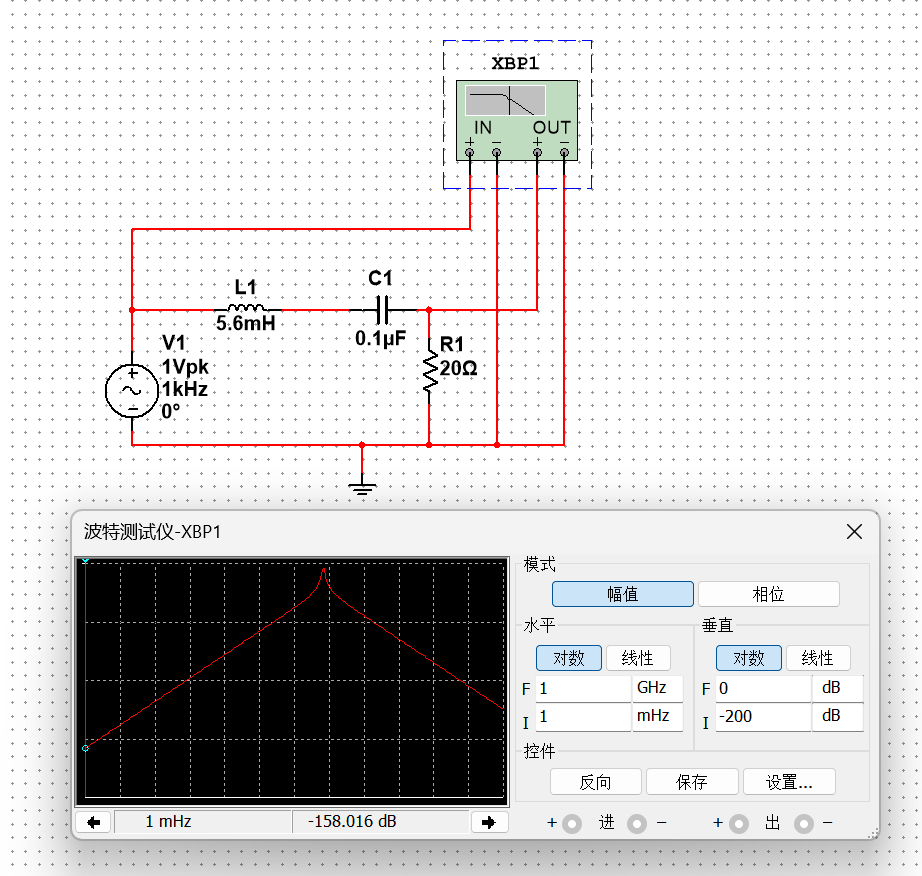 XBP1
IN OUT
+ − + −
L1
5.6mH
C1
0.1µF
V1
1Vpk
1kHz
0°
+
−
R1
20Ω
波特测试仪-XBP1
模式
幅值 相位
水平 垂直
对数 线性 对数 线性
F 1 GHz F 0 dB
I 1 mHz I -200 dB
控件
反向 保存 设置...
1 mHz -158.016 dB
+ 进 − + 出 −